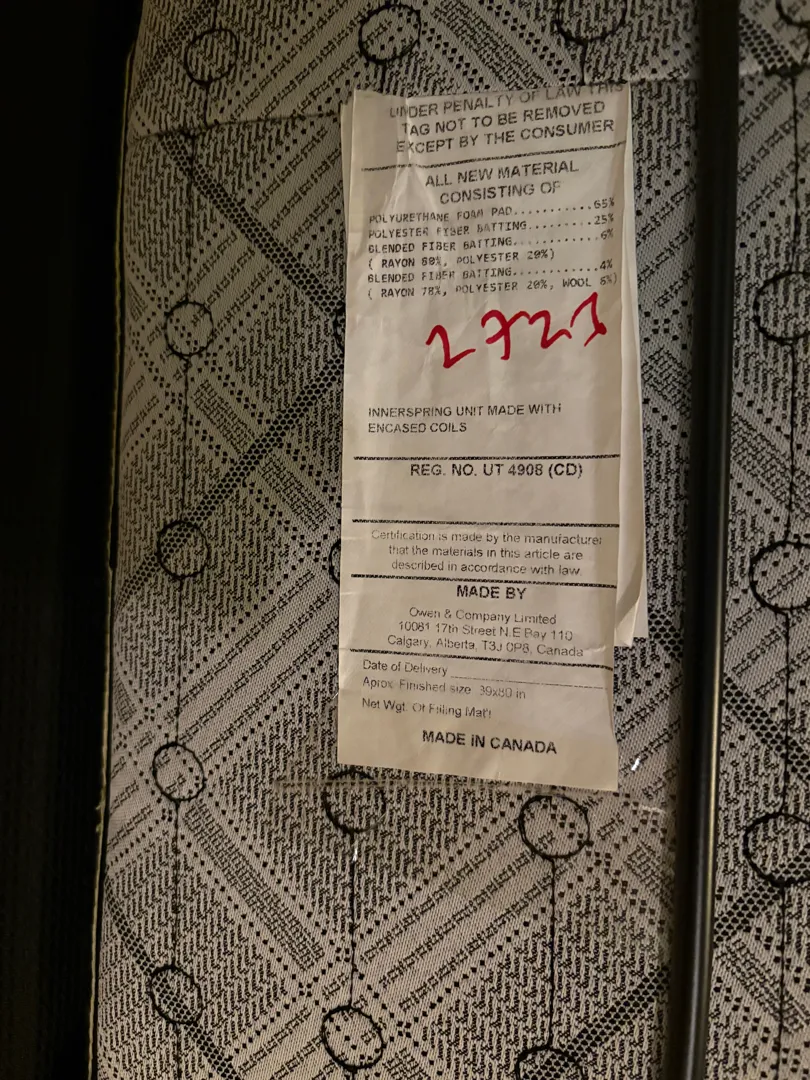 UNDER PENALTY OF LAW THIS
TAG NOT TO BE REMOVED
EXCEPT BY THE CONSUMER
ALL NEW MATERIAL
CONSISTING OF
POLYURETHANE FOAM PAD...........65%
POLYESTER FIBER BATTING.........25%
BLENDED FIBER BATTING............6%
( RAYON 80%, POLYESTER 20%)
BLENDED FIBER BATTING............4%
( RAYON 78%, POLYESTER 20%, WOOL 6%)
INNERSPRING UNIT MADE WITH
ENCASED COILS
REG. NO. UT 4908 (CD)
Certification is made by the manufacturer
that the materials in this article are
described in accordance with law.
MADE BY
Owen & Company Limited
10081 17th Street N.E Bay 110
Calgary, Alberta, T3J 0P8, Canada
Date of Delivery
Aprox. Finished size 39x80 in
Net Wgt. Of Filling Mat'l
MADE IN CANADA